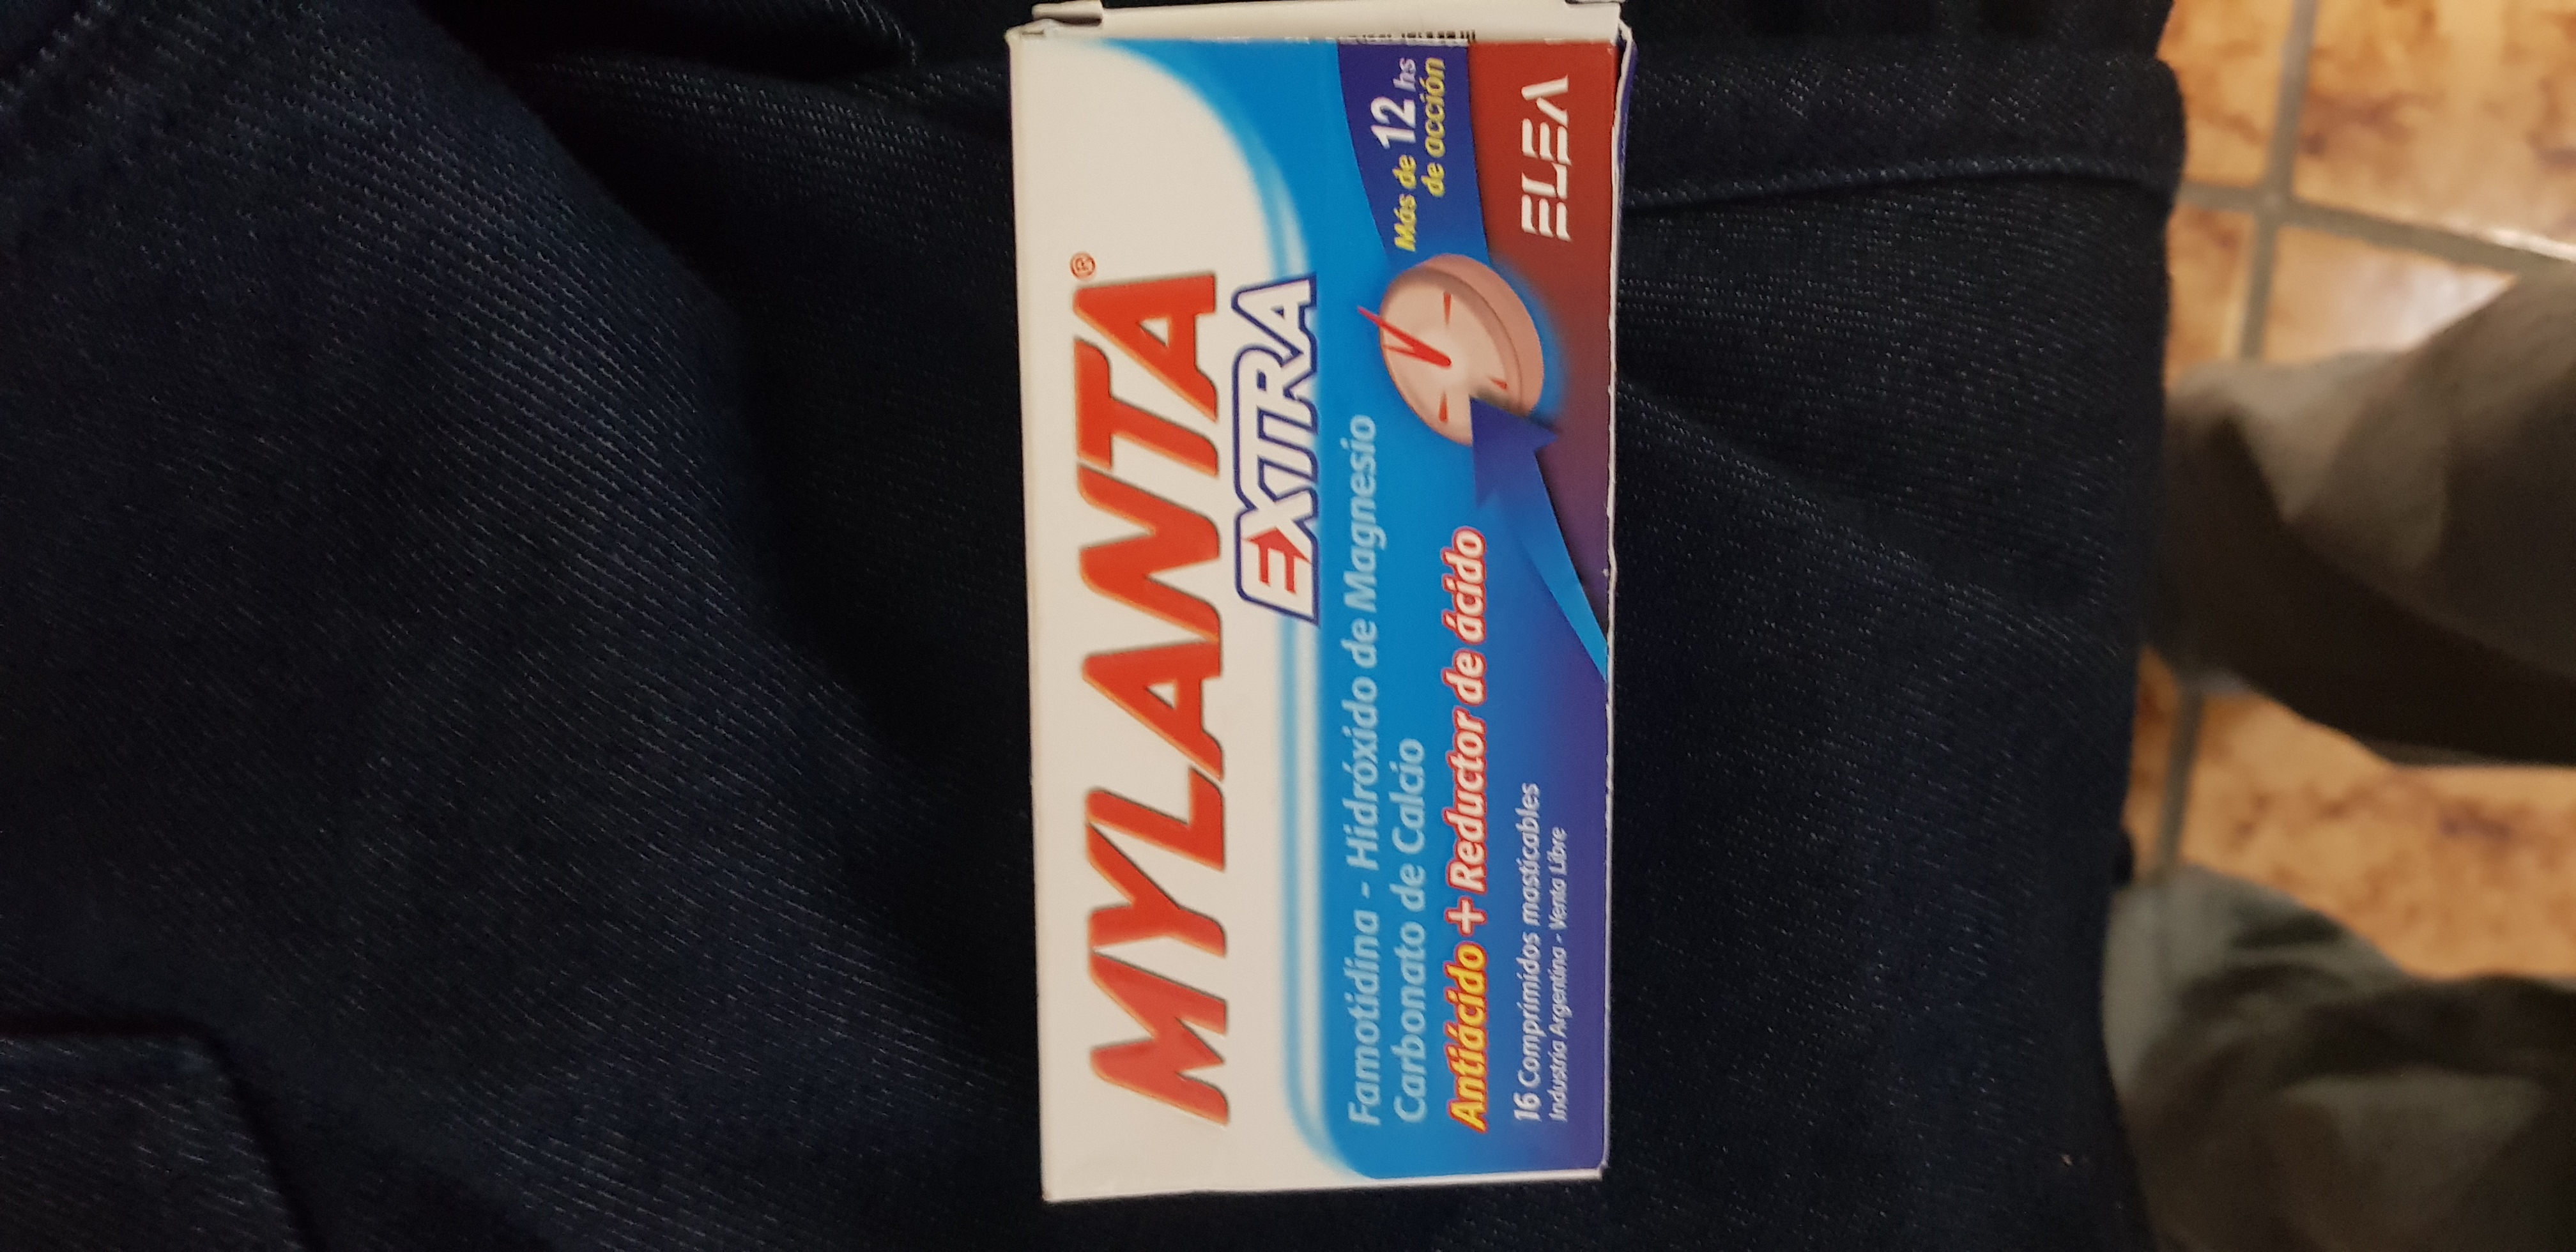 MYLANTA®
EXTRA
Famotidina - Hidróxido de Magnesio
Carbonato de Calcio
Antiácido + Reductor de ácido
16 Comprimidos masticables
Industria Argentina - Venta Libre
Más de 12 hs
de acción
ELEA